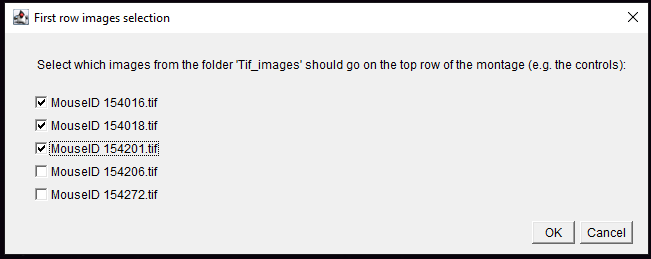 First row images selection
Select which images from the folder 'Tif_images' should go on the top row of the montage (e.g. the controls):
MouseID 154016.tif
MouseID 154018.tif
MouseID 154201.tif
MouseID 154206.tif
MouseID 154272.tif
OK Cancel